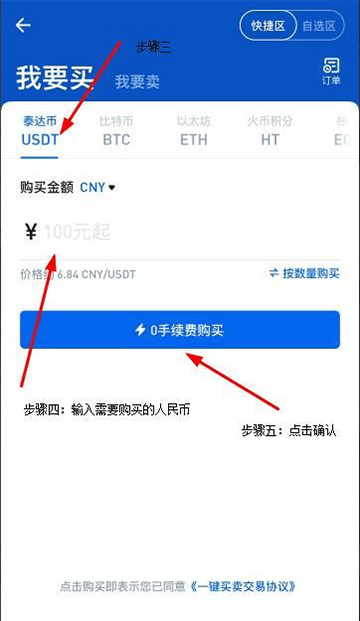 快捷区 自选区
步骤三
我要买 我要卖 订单
泰达币 比特币 以太坊 火币积分
USDT BTC ETH HT EO
购买金额 CNY
¥ 100元起
价格约 6.84 CNY/USDT 按数量购买
0手续费购买
步骤四：输入需要购买的人民币
步骤五：点击确认
点击购买即表示您已同意《一键买卖交易协议》